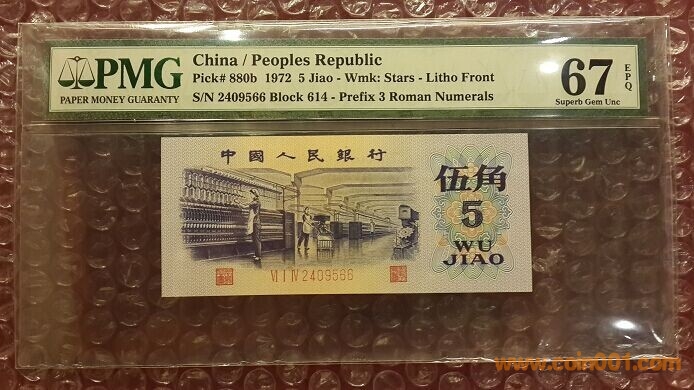 PMG
PAPER MONEY GUARANTY
China / Peoples Republic
Pick# 880b 1972 5 Jiao - Wmk: Stars - Litho Front
S/N 2409566 Block 614 - Prefix 3 Roman Numerals
67
EPQ
Superb Gem Unc
中國人民銀行
伍角
5
WU
JIAO
VI I IV 2409566
www.coin001.com